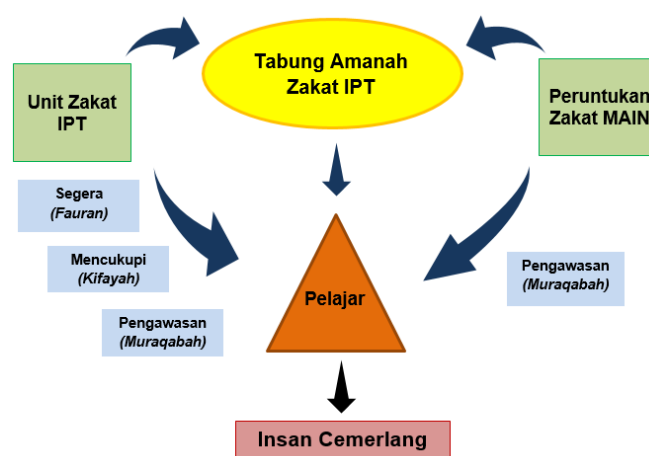 Tabung Amanah
Zakat IPT
Unit Zakat
IPT
Peruntukan
Zakat MAIN
Segera
(Fauran)
Mencukupi
(Kifayah)
Pengawasan
(Muraqabah)
Pengawasan
(Muraqabah)
Pelajar
Insan Cemerlang